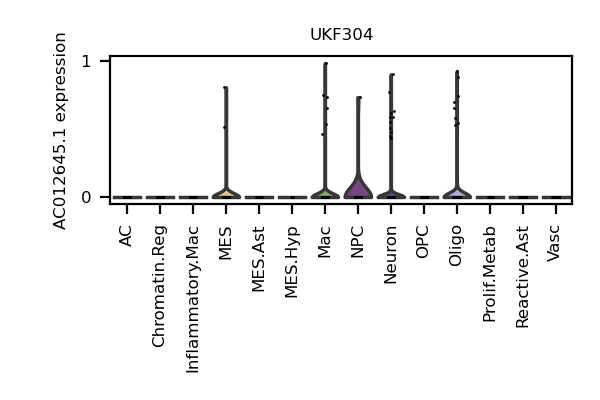 UKF304
AC012645.1 expression
1
0
AC
Chromatin.Reg
Inflammatory.Mac
MES
MES.Ast
MES.Hyp
Mac
NPC
Neuron
OPC
Oligo
Prolif.Metab
Reactive.Ast
Vasc